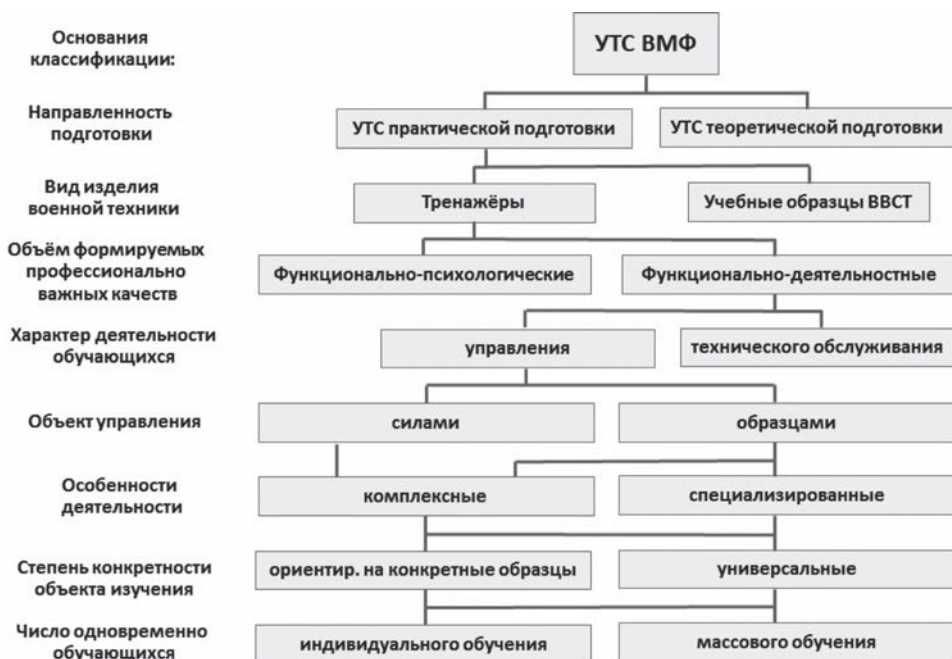 Основания
классификации:
УТС ВМФ
Направленность
подготовки
УТС практической подготовки
УТС теоретической подготовки
Вид изделия
военной техники
Тренажёры
Учебные образцы ВВСТ
Объём формируемых
профессионально
важных качеств
Функционально-психологические
Функционально-деятельностные
Характер деятельности
обучающихся
управления
технического обслуживания
Объект управления
силами
образцами
Особенности
деятельности
комплексные
специализированные
Степень конкретности
объекта изучения
ориентир. на конкретные образцы
универсальные
Число одновременно
обучающихся
индивидуального обучения
массового обучения